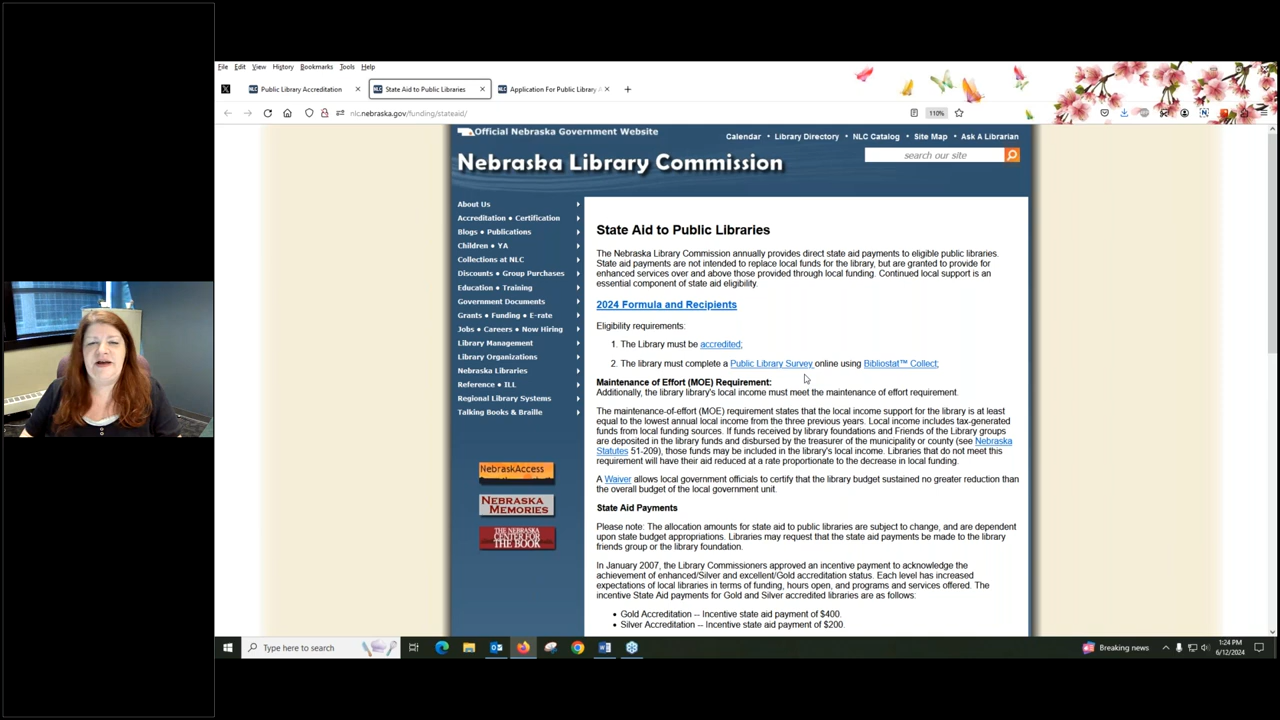 File Edit View History Bookmarks Tools Help
NLC Public Library Accreditation × NLC State Aid to Public Libraries × NLC Application For Public Library A ×
nlc.nebraska.gov/funding/stateaid/ 110%
Official Nebraska Government Website
Calendar • Library Directory • NLC Catalog • Site Map • Ask A Librarian
Nebraska Library Commission
search our site
About Us
Accreditation • Certification
Blogs • Publications
Children • YA
Collections at NLC
Discounts • Group Purchases
Education • Training
Government Documents
Grants • Funding • E-rate
Jobs • Careers • Now Hiring
Library Management
Library Organizations
Nebraska Libraries
Reference • ILL
Regional Library Systems
Talking Books & Braille
NebraskAccess
NEBRASKA
MEMORIES
THE NEBRASKA
CENTER FOR
THE BOOK
State Aid to Public Libraries
The Nebraska Library Commission annually provides direct state aid payments to eligible public libraries.
State aid payments are not intended to replace local funds for the library, but are granted to provide for
enhanced services over and above those provided through local funding. Continued local support is an
essential component of state aid eligibility.
2024 Formula and Recipients
Eligibility requirements:
1. The Library must be accredited;
2. The library must complete a Public Library Survey online using Bibliostat™ Collect;
Maintenance of Effort (MOE) Requirement:
Additionally, the library library's local income must meet the maintenance of effort requirement.
The maintenance-of-effort (MOE) requirement states that the local income support for the library is at least
equal to the lowest annual local income from the three previous years. Local income includes tax-generated
funds from local funding sources. If funds received by library foundations and Friends of the Library groups
are deposited in the library funds and disbursed by the treasurer of the municipality or county (see Nebraska
Statutes 51-209), those funds may be included in the library's local income. Libraries that do not meet this
requirement will have their aid reduced at a rate proportionate to the decrease in local funding.
A Waiver allows local government officials to certify that the library budget sustained no greater reduction than
the overall budget of the local government unit.
State Aid Payments
Please note: The allocation amounts for state aid to public libraries are subject to change, and are dependent
upon state budget appropriations. Libraries may request that the state aid payments be made to the library
friends group or the library foundation.
In January 2007, the Library Commissioners approved an incentive payment to acknowledge the
achievement of enhanced/Silver and excellent/Gold accreditation status. Each level has increased
expectations of local libraries in terms of funding, hours open, and programs and services offered. The
incentive State Aid payments for Gold and Silver accredited libraries are as follows:
• Gold Accreditation -- Incentive state aid payment of $400.
• Silver Accreditation -- Incentive state aid payment of $200.
Type here to search
Breaking news
1:24 PM
6/12/2024